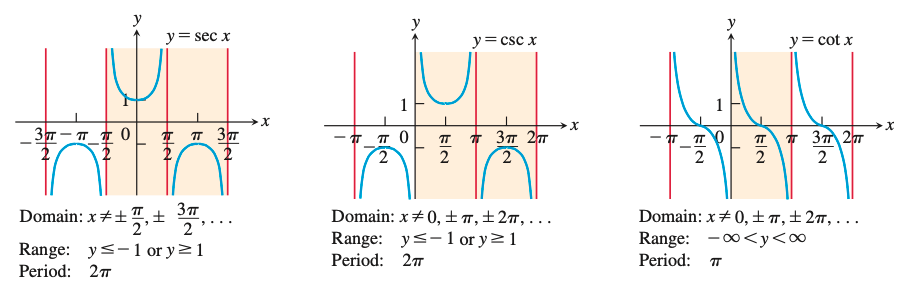 y
y = sec x
1
x
-3π/2 -π -π/2 0 π/2 π 3π/2
Domain: x ≠ ± π/2, ± 3π/2, . . .
Range: y ≤ -1 or y ≥ 1
Period: 2π
y
y = csc x
1
x
-π -π/2 0 π/2 π 3π/2 2π
Domain: x ≠ 0, ± π, ± 2π, . . .
Range: y ≤ -1 or y ≥ 1
Period: 2π
y
y = cot x
1
x
-π -π/2 0 π/2 π 3π/2 2π
Domain: x ≠ 0, ± π, ± 2π, . . .
Range: -∞ < y < ∞
Period: π